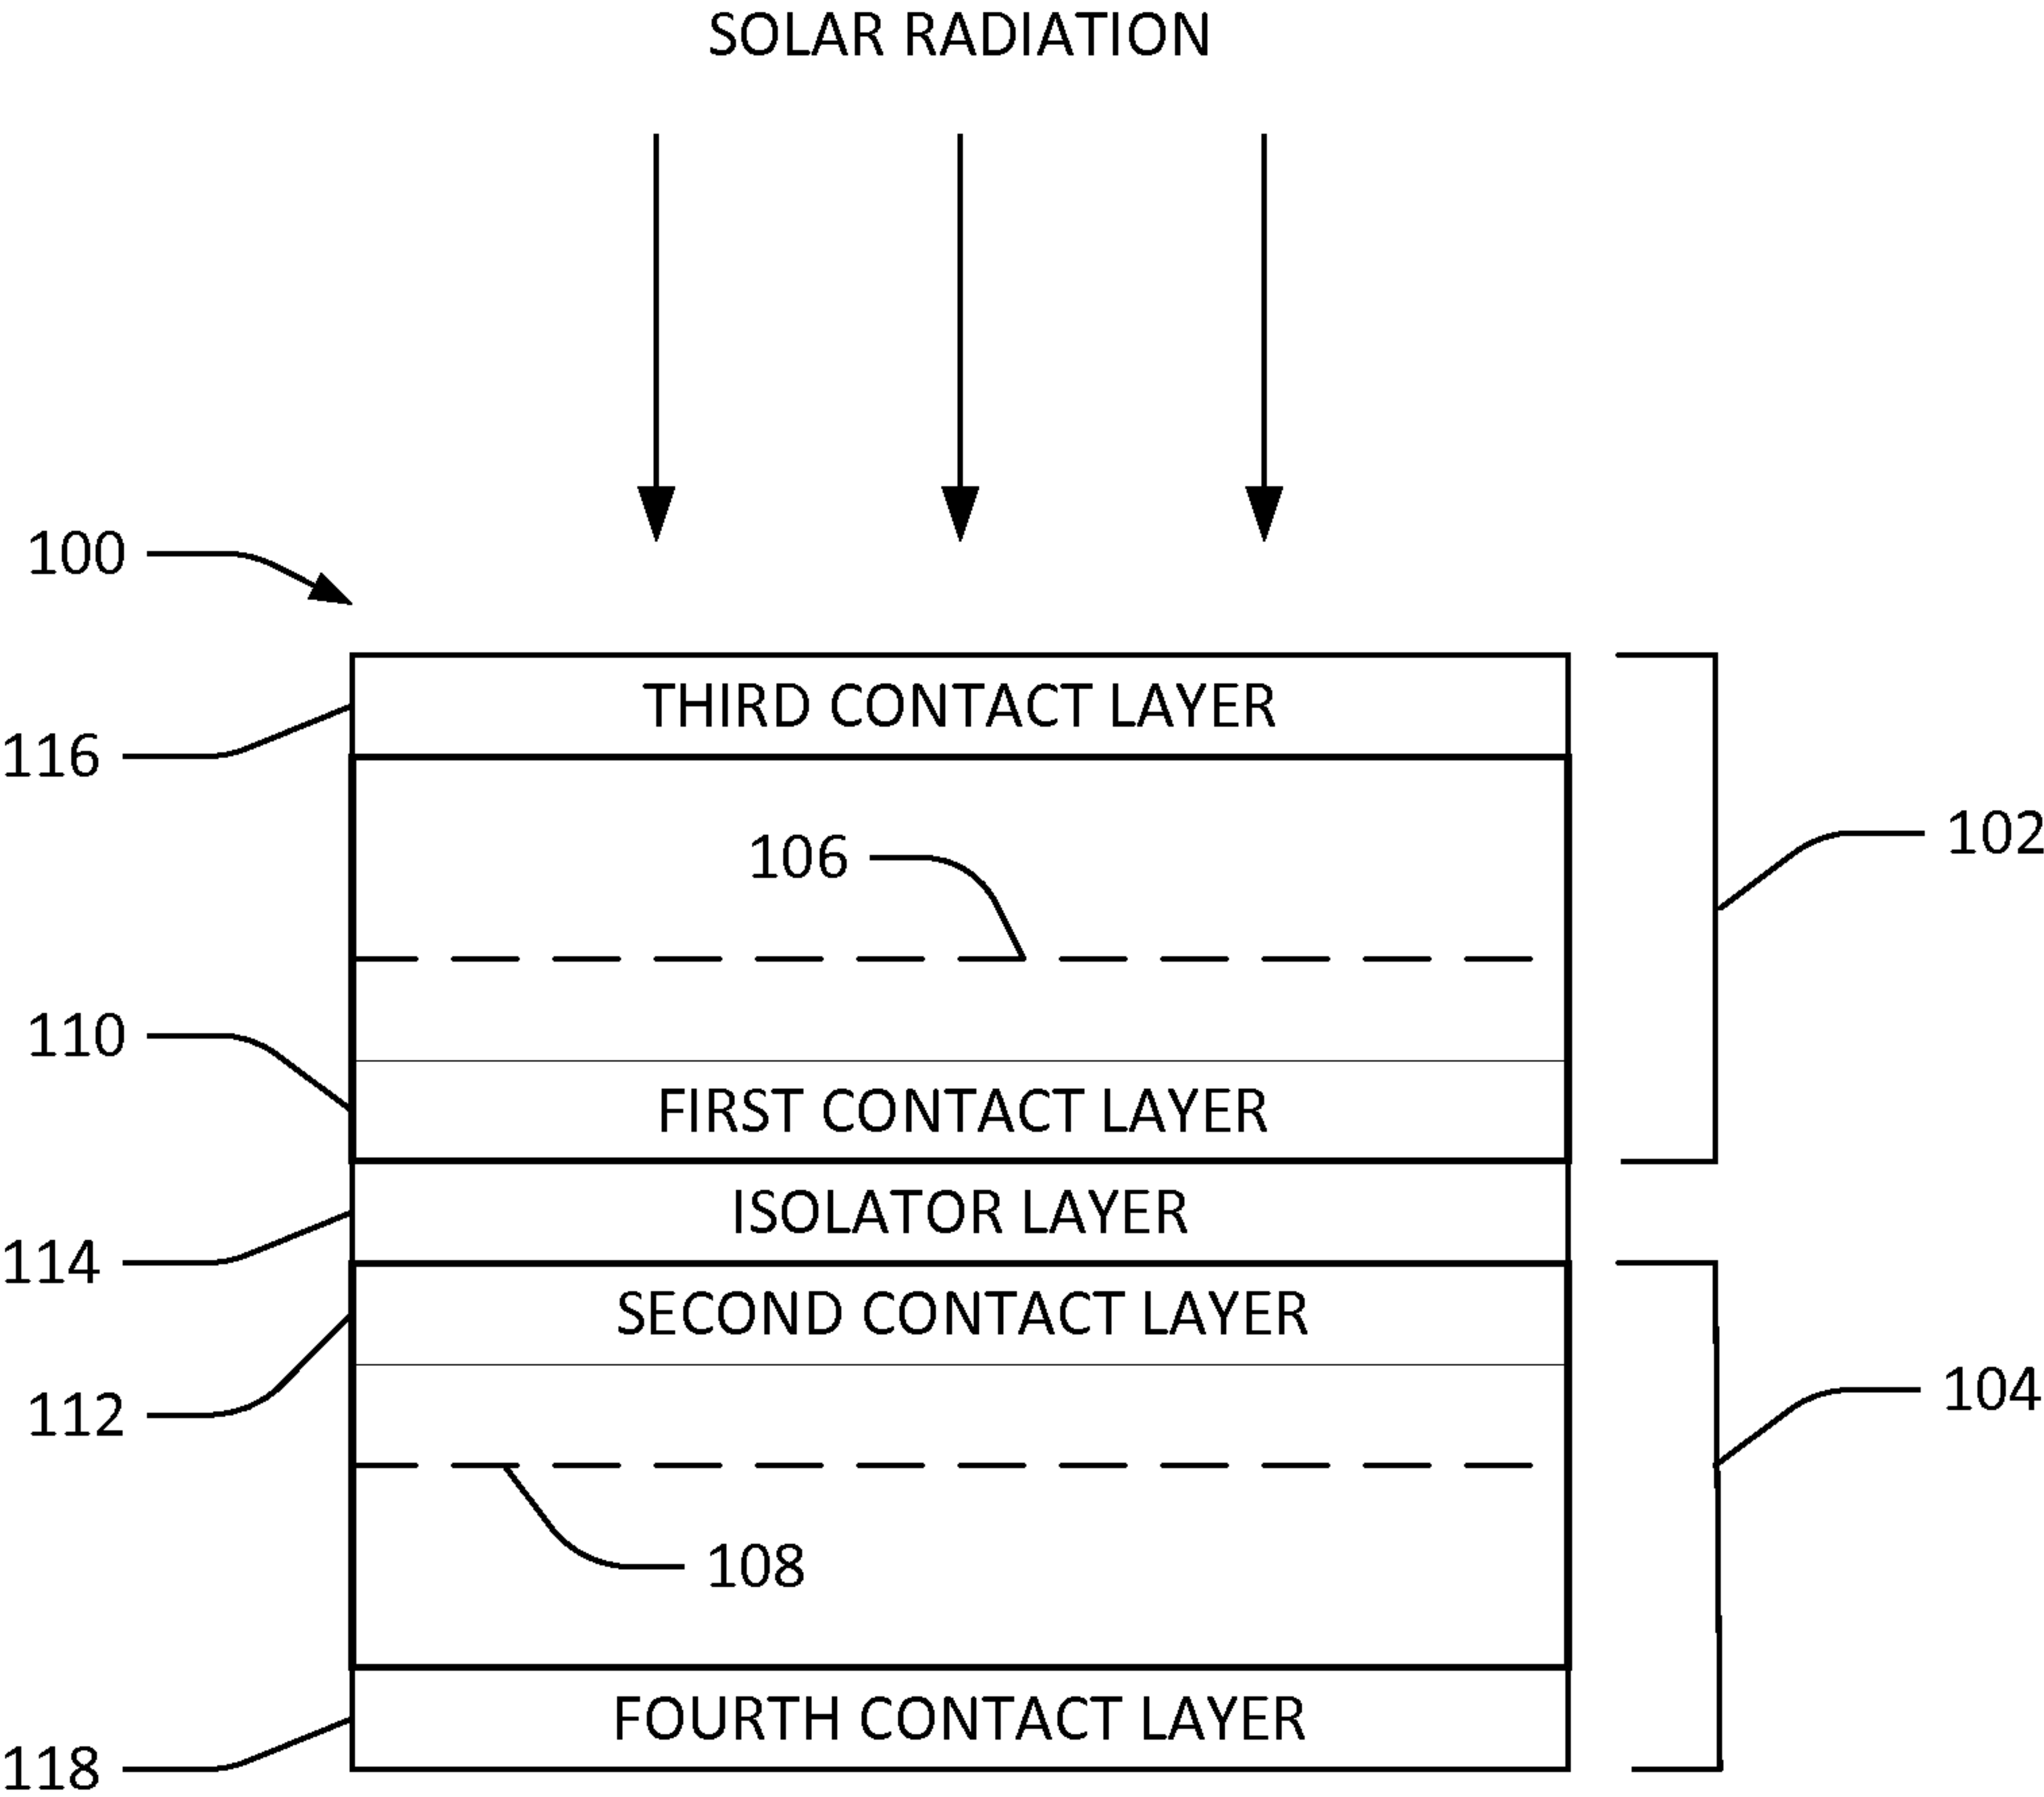 SOLAR RADIATION
100
THIRD CONTACT LAYER
116
106
102
110
FIRST CONTACT LAYER
ISOLATOR LAYER
114
SECOND CONTACT LAYER
112
104
108
FOURTH CONTACT LAYER
118